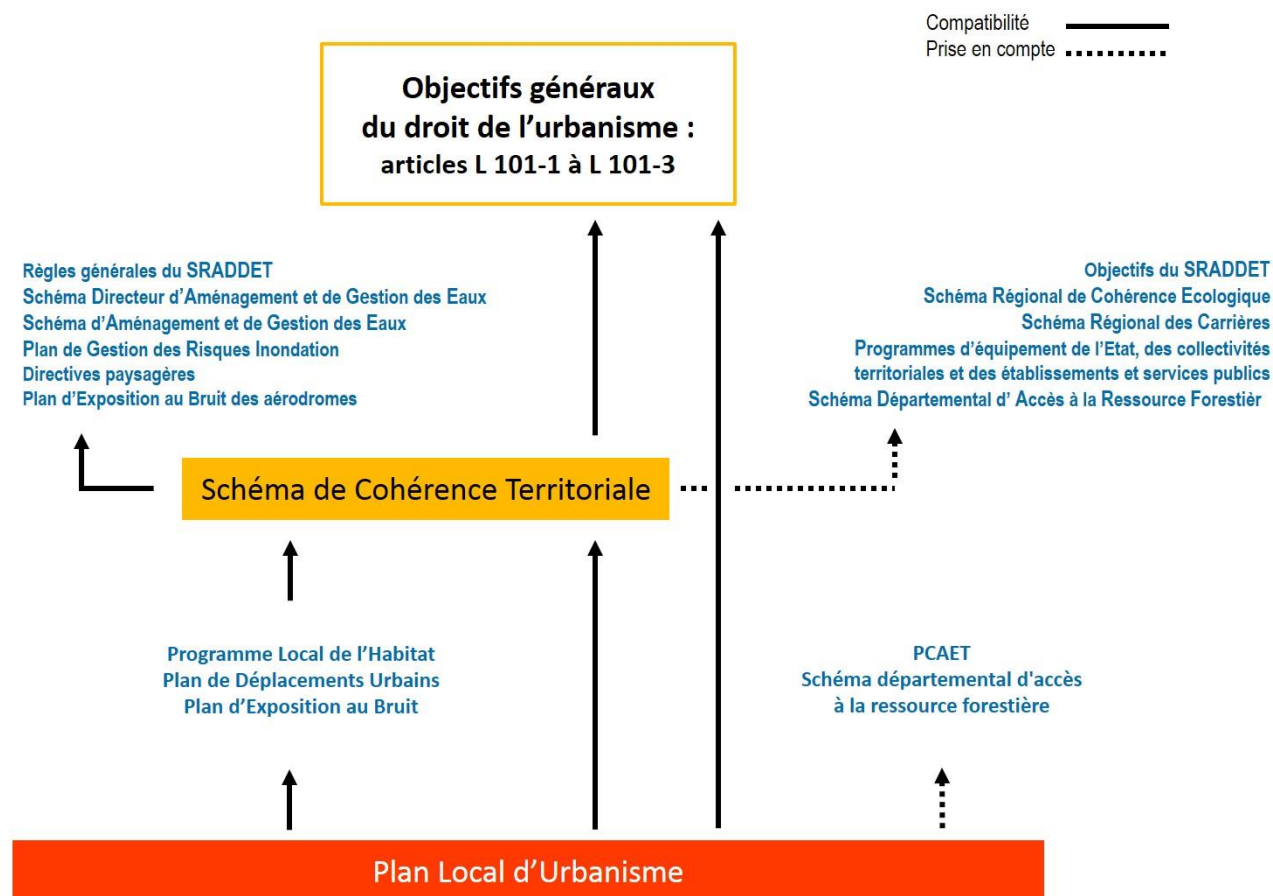 Compatibilité
Prise en compte
Objectifs généraux
du droit de l’urbanisme :
articles L 101-1 à L 101-3
Règles générales du SRADDET
Schéma Directeur d’Aménagement et de Gestion des Eaux
Schéma d’Aménagement et de Gestion des Eaux
Plan de Gestion des Risques Inondation
Directives paysagères
Plan d’Exposition au Bruit des aérodromes
Objectifs du SRADDET
Schéma Régional de Cohérence Ecologique
Schéma Régional des Carrières
Programmes d’équipement de l’Etat, des collectivités
territoriales et des établissements et services publics
Schéma Départemental d’ Accès à la Ressource Forestièr
Schéma de Cohérence Territoriale
Programme Local de l’Habitat
Plan de Déplacements Urbains
Plan d’Exposition au Bruit
PCAET
Schéma départemental d'accès
à la ressource forestière
Plan Local d’Urbanisme